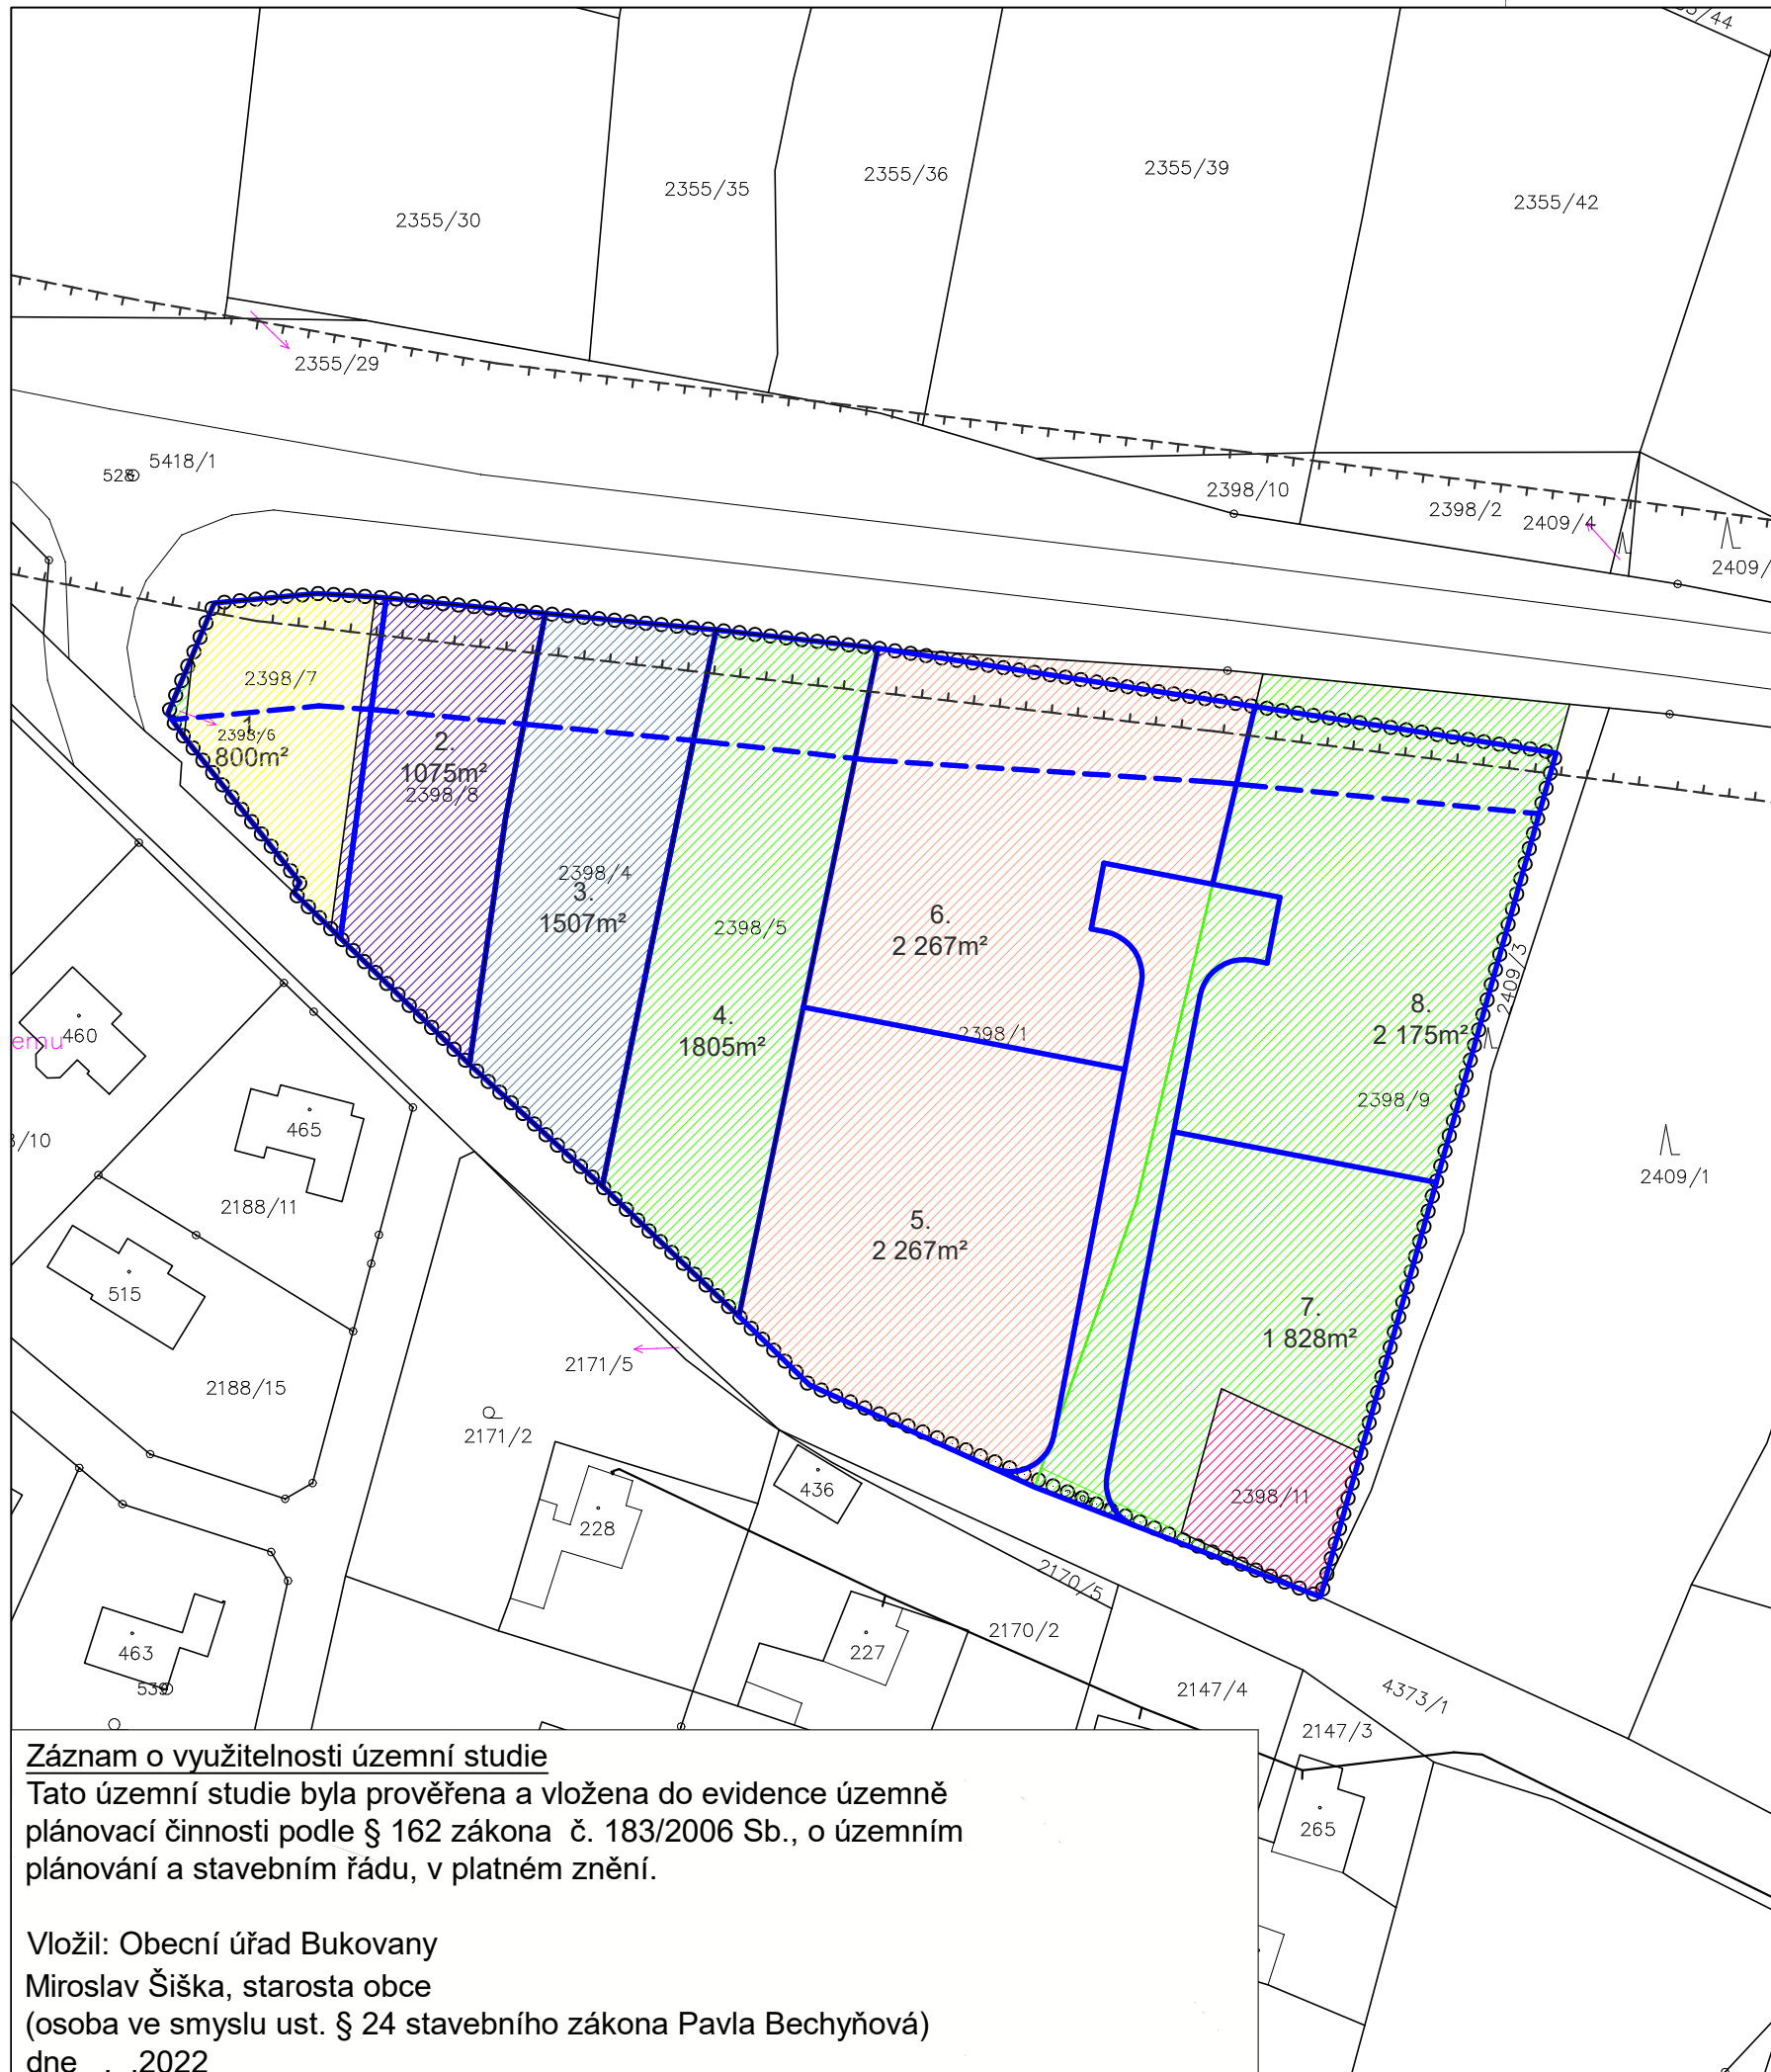 2355/30
2355/35
2355/36
2355/39
2355/42
2355/29
528
5418/1
2398/10
2398/2
2409/4
2398/7
1.
2398/6
800m²
2.
1075m²
2398/8
2398/4
3.
1507m²
2398/5
4.
1805m²
6.
2 267m²
2398/1
5.
2 267m²
8.
2 175m²
2398/9
2409/3
2409/1
7.
1 828m²
2398/11
460
465
2188/11
515
2188/15
2171/5
2171/2
228
436
463
539
227
2170/5
2170/2
2147/4
2147/3
4373/1
265
Záznam o využitelnosti územní studie
Tato územní studie byla prověřena a vložena do evidence územně
plánovací činnosti podle § 162 zákona č. 183/2006 Sb., o územním
plánování a stavebním řádu, v platném znění.
Vložil: Obecní úřad Bukovany
Miroslav Šiška, starosta obce
(osoba ve smyslu ust. § 24 stavebního zákona Pavla Bechyňová)
dne . .2022